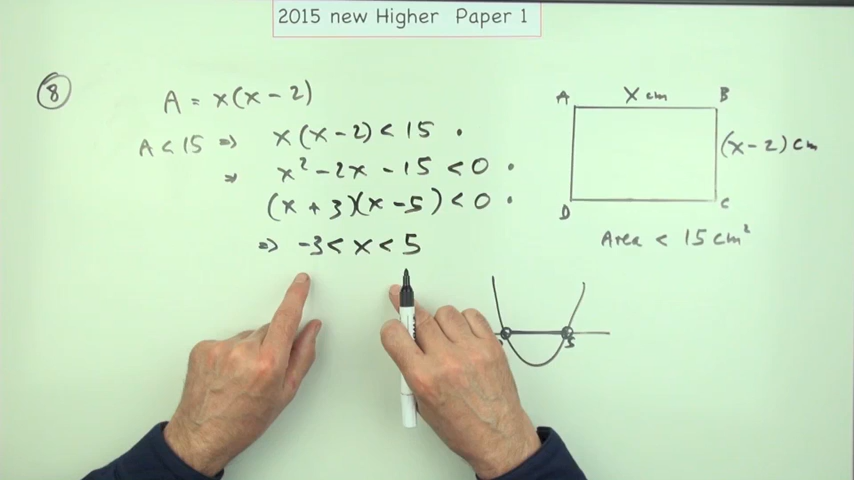 2015 new Higher Paper 1
8
A = x(x - 2)
A < 15 ⇒ x(x - 2) < 15 .
⇒ x² - 2x - 15 < 0 .
(x + 3)(x - 5) < 0 .
⇒ -3 < x < 5
A x cm B
(x - 2) cm
D C
Area < 15 cm²
5